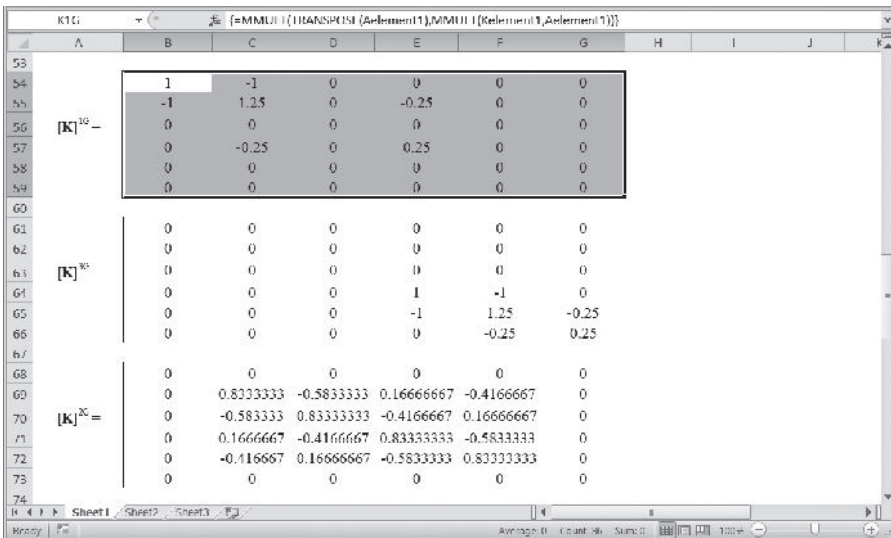 K1G {=MMULT(TRANSPOSE(Aelement1),MMULT(Kelement1,Aelement1))}
A B C D E F G H I J K
53
54 1 -1 0 0 0 0
55 -1 1.25 0 -0.25 0 0
56 [K]1G = 0 0 0 0 0 0
57 0 -0.25 0 0.25 0 0
58 0 0 0 0 0 0
59 0 0 0 0 0 0
60
61 0 0 0 0 0 0
62 0 0 0 0 0 0
63 [K] 0 0 0 0 0 0
64 0 0 0 1 -1 0
65 0 0 0 -1 1.25 -0.25
66 0 0 0 0 -0.25 0.25
67
68 0 0 0 0 0 0
69 0 0.8333333 -0.5833333 0.16666667 -0.4166667 0
70 [K]2G = 0 -0.583333 0.83333333 -0.4166667 0.16666667 0
71 0 0.1666667 -0.4166667 0.83333333 -0.5833333 0
72 0 -0.416667 0.16666667 -0.5833333 0.83333333 0
73 0 0 0 0 0 0
74
Sheet1 Sheet2 Sheet3
Ready Average: 0 Count: 36 Sum: 0 100%